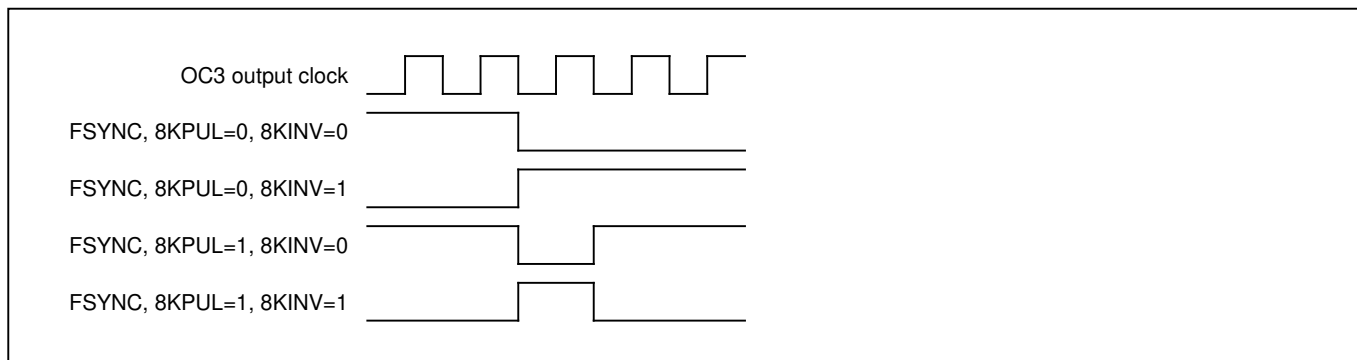 OC3 output clock
FSYNC, 8KPUL=0, 8KINV=0
FSYNC, 8KPUL=0, 8KINV=1
FSYNC, 8KPUL=1, 8KINV=0
FSYNC, 8KPUL=1, 8KINV=1